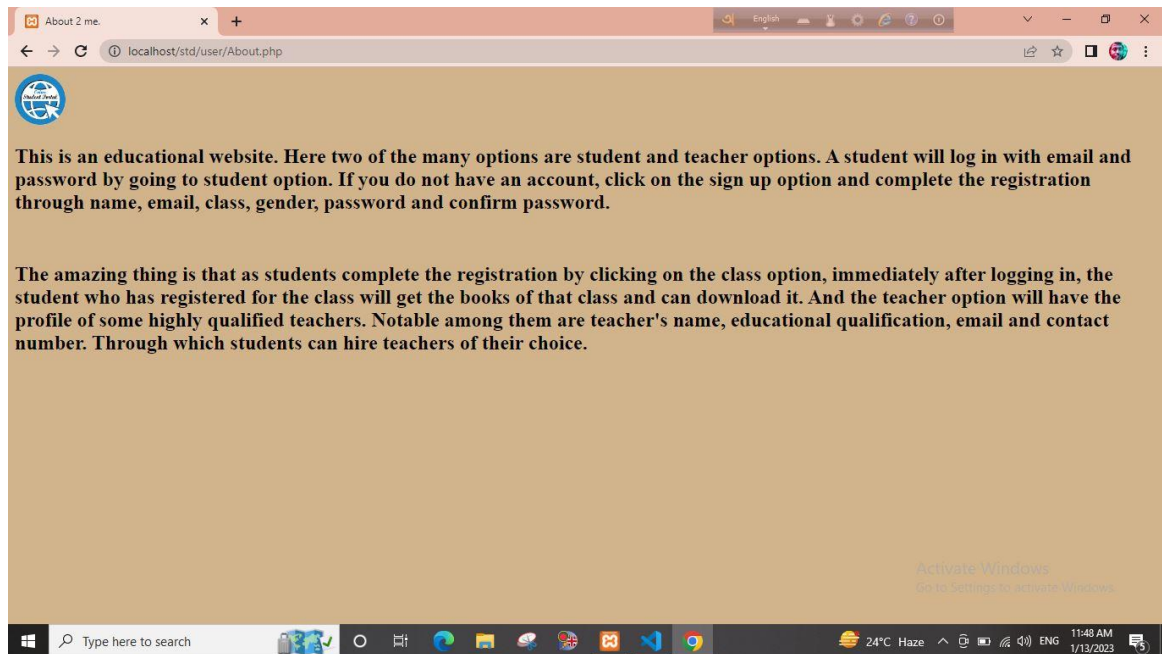 About 2 me.
English
localhost/std/user/About.php
Student Portal
This is an educational website. Here two of the many options are student and teacher options. A student will log in with email and
password by going to student option. If you do not have an account, click on the sign up option and complete the registration
through name, email, class, gender, password and confirm password.
The amazing thing is that as students complete the registration by clicking on the class option, immediately after logging in, the
student who has registered for the class will get the books of that class and can download it. And the teacher option will have the
profile of some highly qualified teachers. Notable among them are teacher's name, educational qualification, email and contact
number. Through which students can hire teachers of their choice.
Activate Windows
Go to Settings to activate Windows.
Type here to search
24°C Haze
ENG
11:48 AM
1/13/2023
5